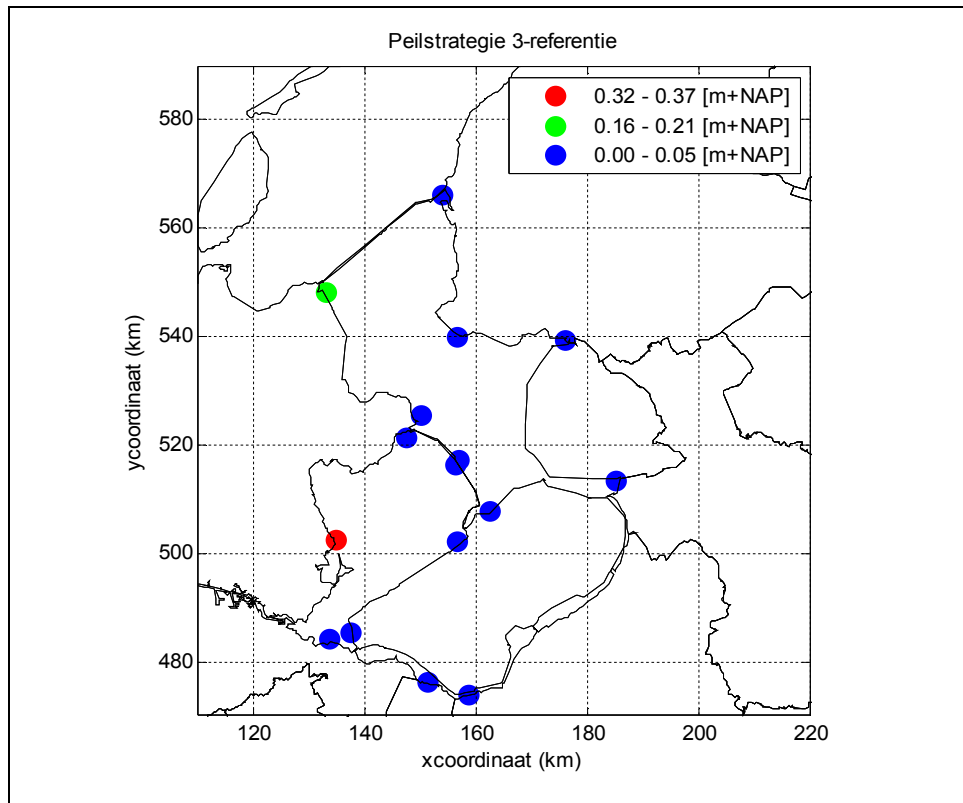 Peilstrategie 3-referentie
0.32 - 0.37 [m+NAP]
0.16 - 0.21 [m+NAP]
0.00 - 0.05 [m+NAP]
580
560
540
520
500
480
ycoordinaat (km)
120 140 160 180 200 220
xcoordinaat (km)